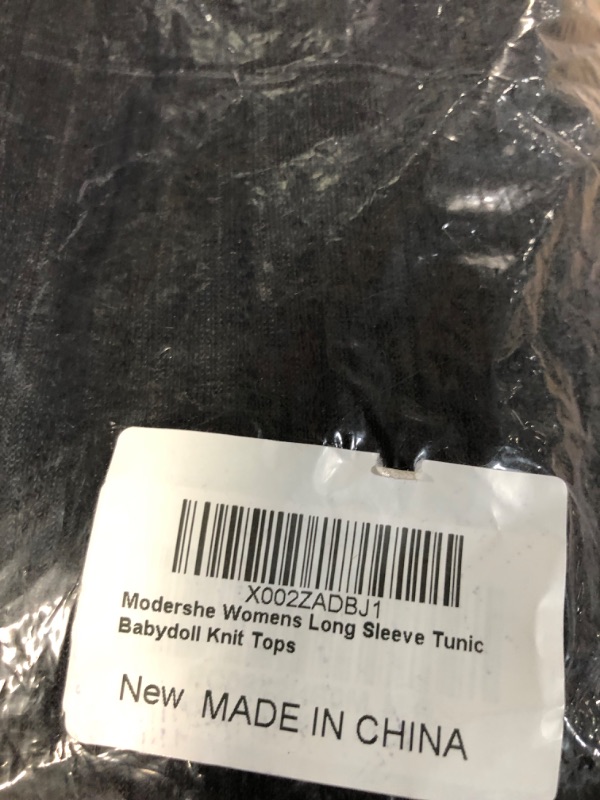 X002ZADBJ1
Modershe Womens Long Sleeve Tunic
Babydoll Knit Tops
New MADE IN CHINA